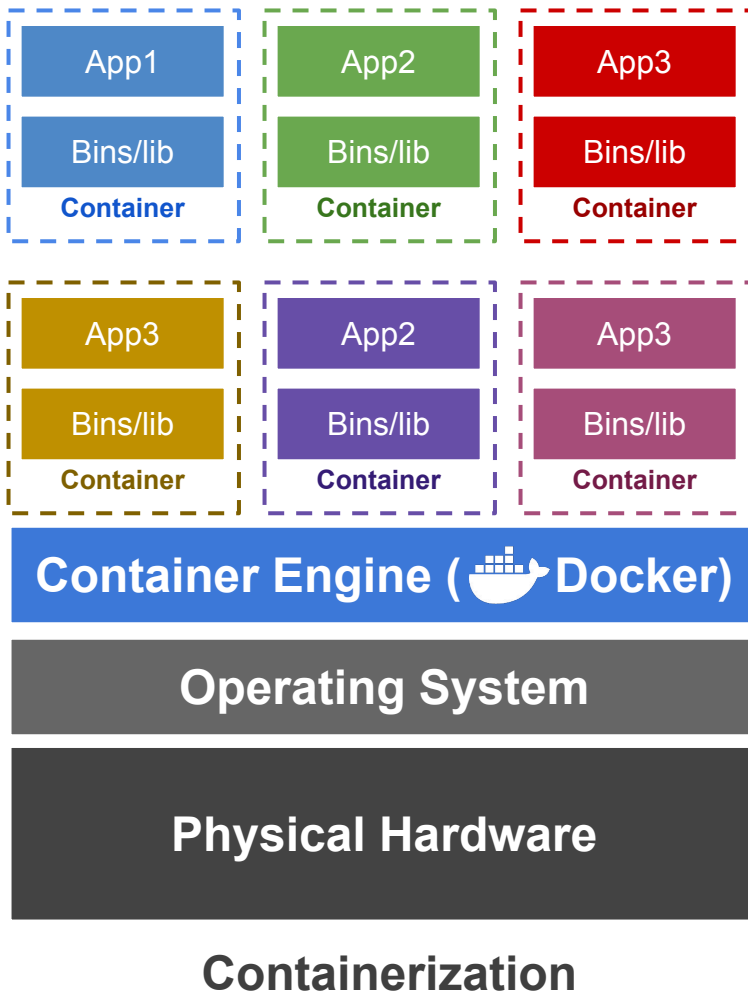 App1 App2 App3
Bins/lib Bins/lib Bins/lib
Container Container Container
App3 App2 App3
Bins/lib Bins/lib Bins/lib
Container Container Container
Container Engine ( Docker)
Operating System
Physical Hardware
Containerization